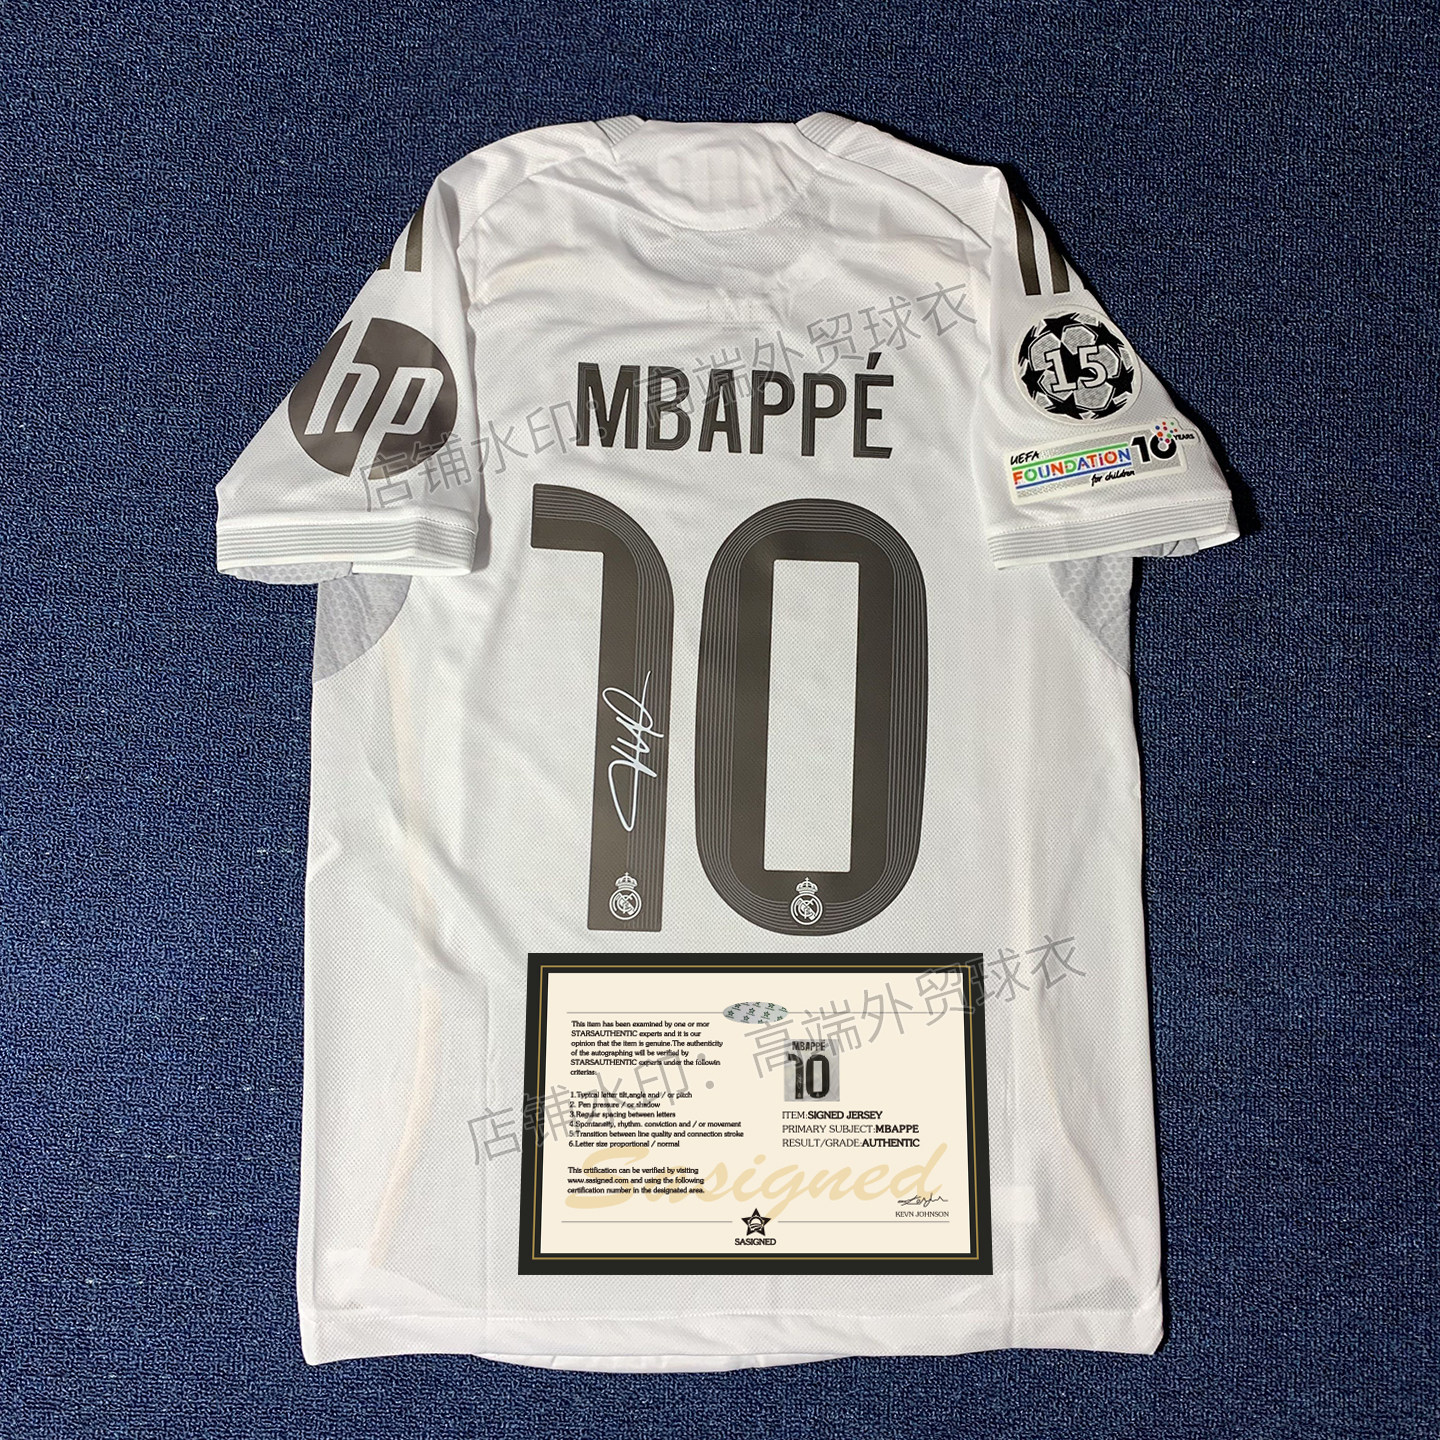 hp
15
UEFA
FOUNDATION
for children
10
YEARS
MBAPPÉ
10
店铺水印：高端外贸球衣
店铺水印：高端外贸球衣
This item has been examined by one or mor
STARSAUTHENTIC experts and it is our
opinion that the item is genuine.The authenticity
of the autographing will be verified by
STARSAUTHENTIC experts under the followin
criterias.
1.Typical letter tilt,angle and / or pitch
2. Pen pressure / or shadow
3.Regular spacing between letters
4.Spontansity, rhythm. conviction and / or movement
5.Transition between line quality and connection stroke
6.Letter size proportional / normal
This crtification can be verified by visiting
www.sasigned.com and using the following
certification number in the designated area.
MBAPPÉ
10
ITEM:SIGNED JERSEY
PRIMARY SUBJECT:MBAPPE
RESULT/GRADE:AUTHENTIC
Sasigned
KEVN JOHNSON
SASIGNED